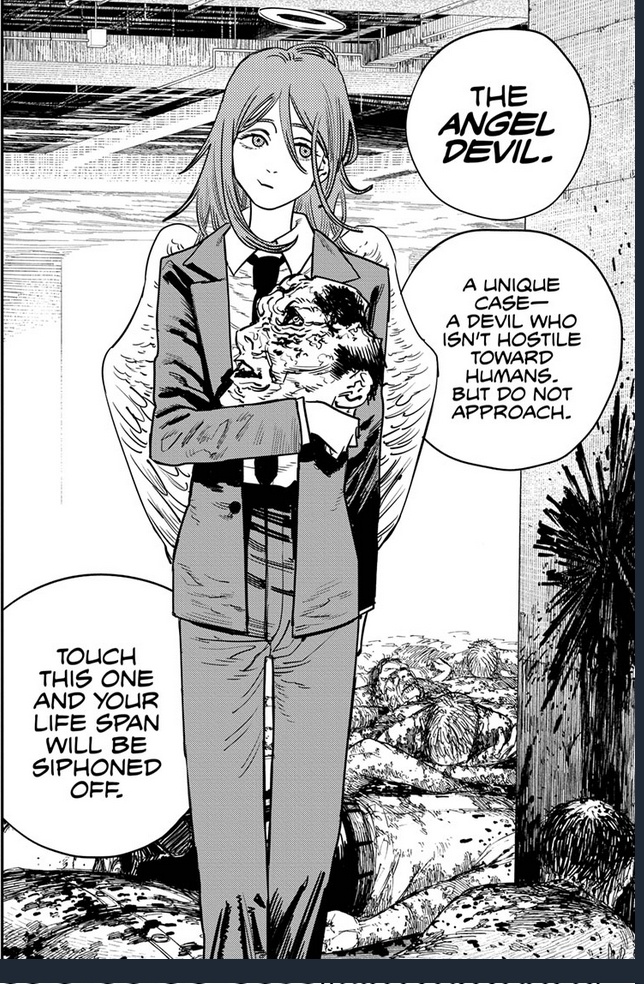 THE
ANGEL
DEVIL.
A UNIQUE
CASE—
A DEVIL WHO
ISN'T HOSTILE
TOWARD
HUMANS.
BUT DO NOT
APPROACH.
TOUCH
THIS ONE
AND YOUR
LIFE SPAN
WILL BE
SIPHONED
OFF.